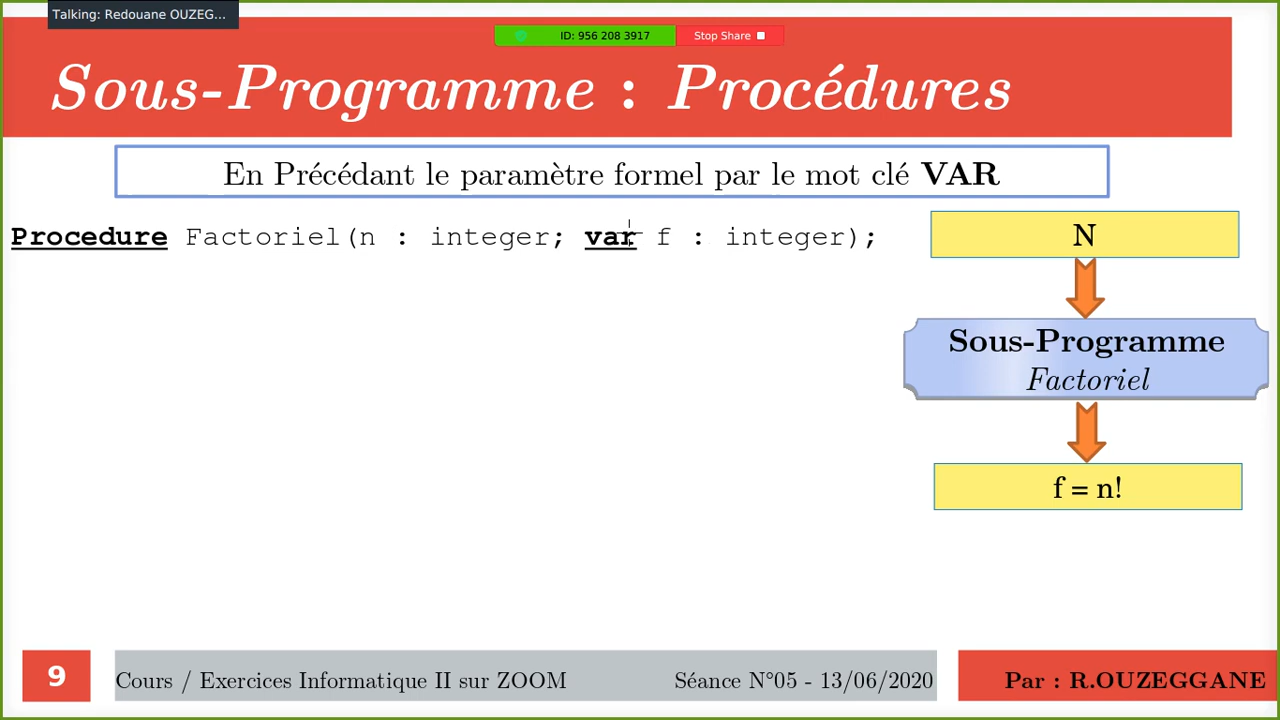 Talking: Redouane OUZEG...
ID: 956 208 3917
Stop Share
Sous-Programme : Procédures
En Précédant le paramètre formel par le mot clé VAR
Procedure Factoriel(n : integer; var f : integer);
N
Sous-Programme
Factoriel
f = n!
9
Cours / Exercices Informatique II sur ZOOM
Séance N°05 - 13/06/2020
Par : R.OUZEGGANE